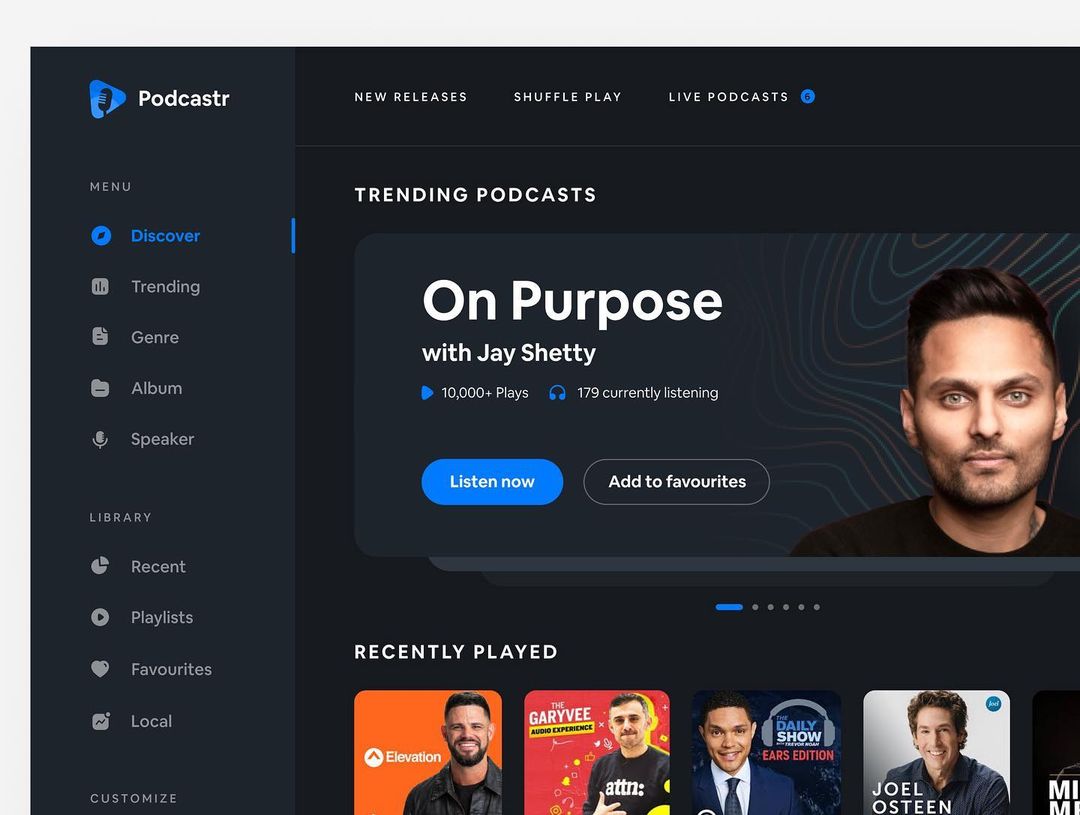 Podcastr
NEW RELEASES
SHUFFLE PLAY
LIVE PODCASTS 6
MENU
Discover
Trending
Genre
Album
Speaker
LIBRARY
Recent
Playlists
Favourites
Local
CUSTOMIZE
TRENDING PODCASTS
On Purpose
with Jay Shetty
10,000+ Plays
179 currently listening
Listen now
Add to favourites
RECENTLY PLAYED
Elevation
THE
GARYVEE
AUDIO EXPERIENCE
attn:
THE
DAILY
SHOW
WITH TREVOR NOAH
EARS EDITION
Joel
JOEL
OSTEEN